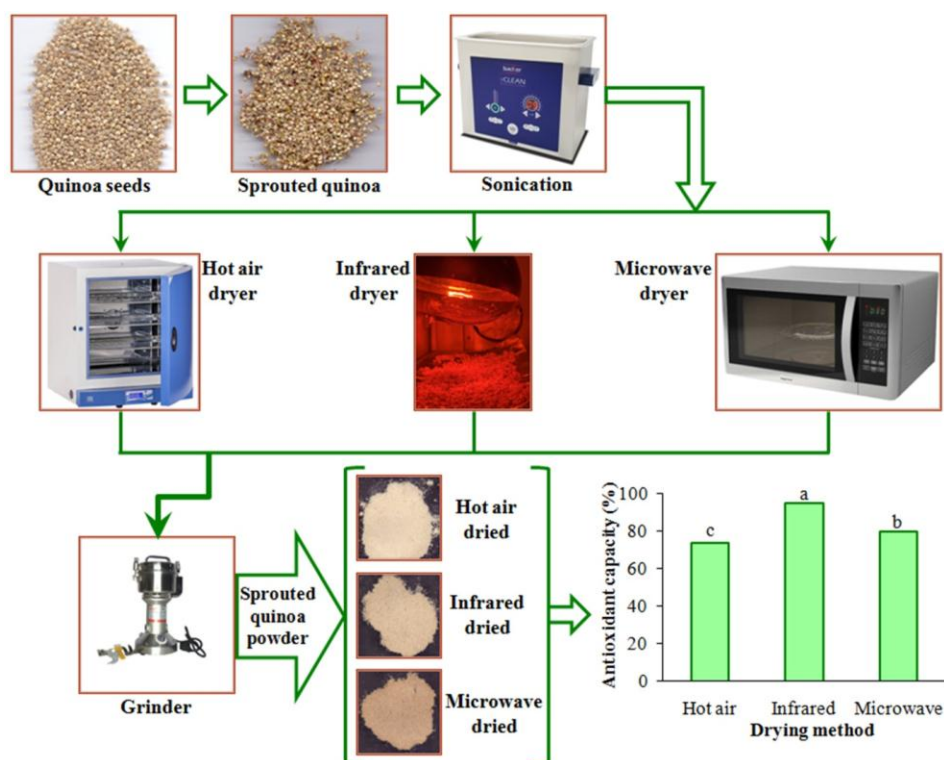 Quinoa seeds
Sprouted quinoa
Sonication
CLEAN
Hot air
dryer
Infrared
dryer
Microwave
dryer
Grinder
Sprouted
quinoa
powder
Hot air
dried
Infrared
dried
Microwave
dried
Antioxidant capacity (%)
100
80
60
40
20
0
c
a
b
Hot air
Infrared
Microwave
Drying method